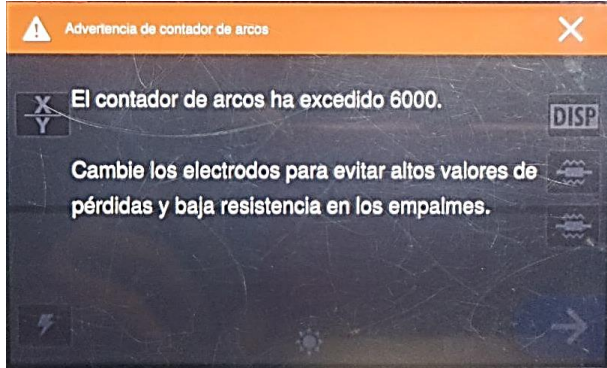 Advertencia de contador de arcos
El contador de arcos ha excedido 6000.
X
Y
DISP
Cambie los electrodos para evitar altos valores de
pérdidas y baja resistencia en los empalmes.